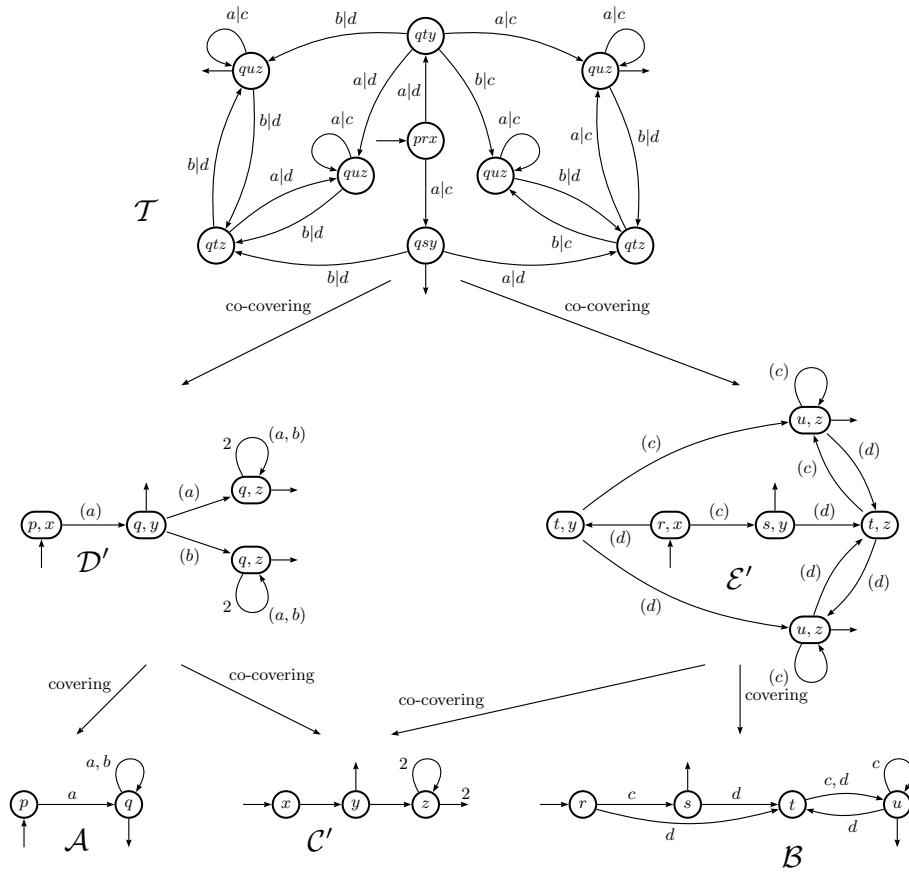 a|c
b|d
qty
a|c
a|c
quz
quz
a|d
a|d
b|c
b|d
a|c
prx
a|c
a|c
b|d
b|d
a|d
quz
quz
b|d
a|c
T
qtz
b|d
qsy
b|c
qtz
b|d
a|d
co-covering
co-covering
(c)
(a, b)
u, z
2
(c)
(d)
(c)
(a)
q, z
p, x
(a)
q, y
t, y
r, x
(c)
s, y
(d)
t, z
(d)
(b)
D′
q, z
E′
(d)
(d)
(d)
2
(a, b)
u, z
(c)
covering
co-covering
co-covering
covering
a, b
2
c
p
a
q
x
y
z
2
r
c
s
d
t
c, d
u
d
d
A
C′
B